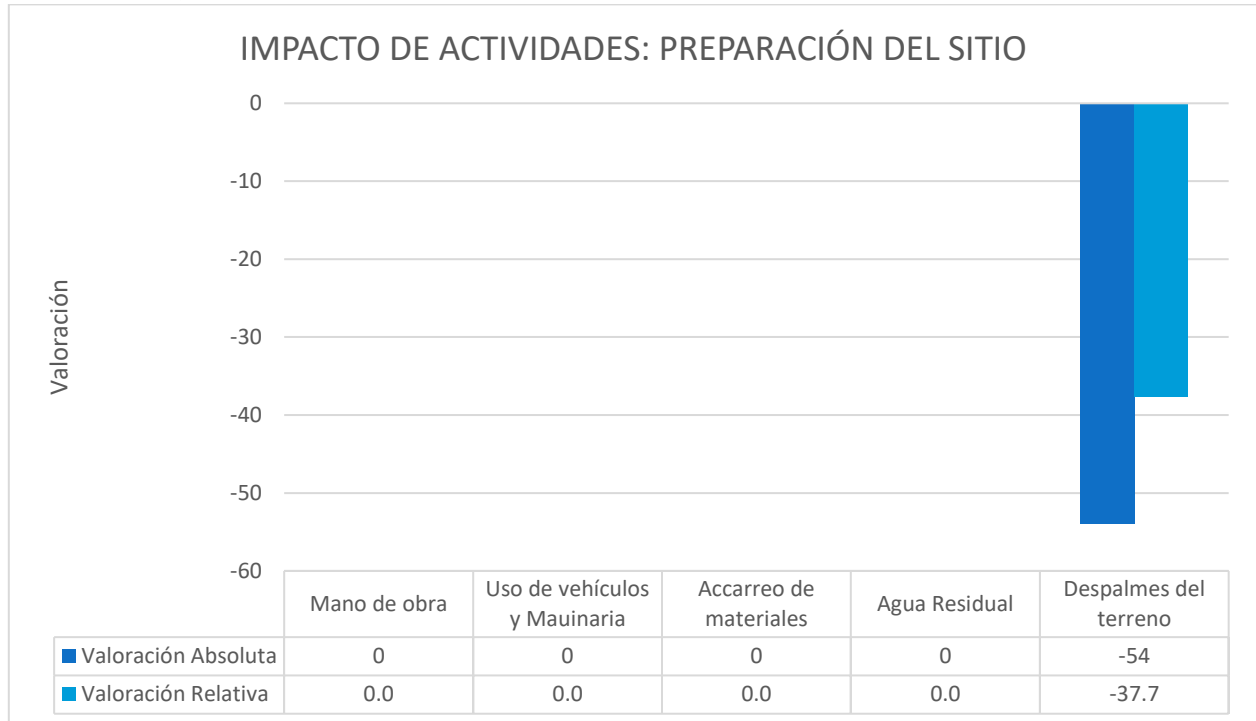 IMPACTO DE ACTIVIDADES: PREPARACIÓN DEL SITIO
Valoración
0
-10
-20
-30
-40
-50
-60
Mano de obra
Uso de vehículos
y Mauinaria
Accarreo de
materiales
Agua Residual
Despalmes del
terreno
Valoración Absoluta 0 0 0 0 -54
Valoración Relativa 0.0 0.0 0.0 0.0 -37.7